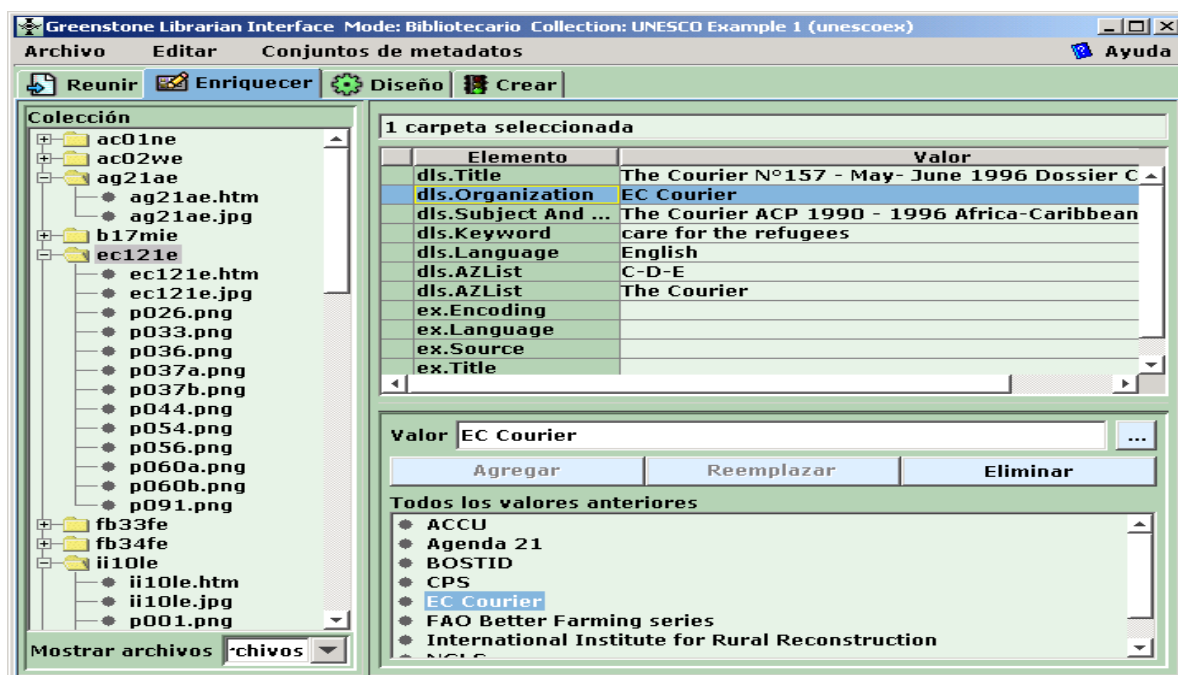 Greenstone Librarian Interface Mode: Bibliotecario Collection: UNESCO Example 1 (unescoex)
Archivo Editar Conjuntos de metadatos Ayuda
Reunir Enriquecer Diseño Crear
Colección
ac01ne
ac02we
ag21ae
ag21ae.htm
ag21ae.jpg
b17mie
ec121e
ec121e.htm
ec121e.jpg
p026.png
p033.png
p036.png
p037a.png
p037b.png
p044.png
p054.png
p056.png
p060a.png
p060b.png
p091.png
fb33fe
fb34fe
ii10le
ii10le.htm
ii10le.jpg
p001.png
Mostrar archivos chivos
1 carpeta seleccionada
Elemento Valor
dls.Title The Courier Nº157 - May- June 1996 Dossier C
dls.Organization EC Courier
dls.Subject And ... The Courier ACP 1990 - 1996 Africa-Caribbean
dls.Keyword care for the refugees
dls.Language English
dls.AZList C-D-E
dls.AZList The Courier
ex.Encoding
ex.Language
ex.Source
ex.Title
Valor EC Courier ...
Agregar Reemplazar Eliminar
Todos los valores anteriores
ACCU
Agenda 21
BOSTID
CPS
EC Courier
FAO Better Farming series
International Institute for Rural Reconstruction